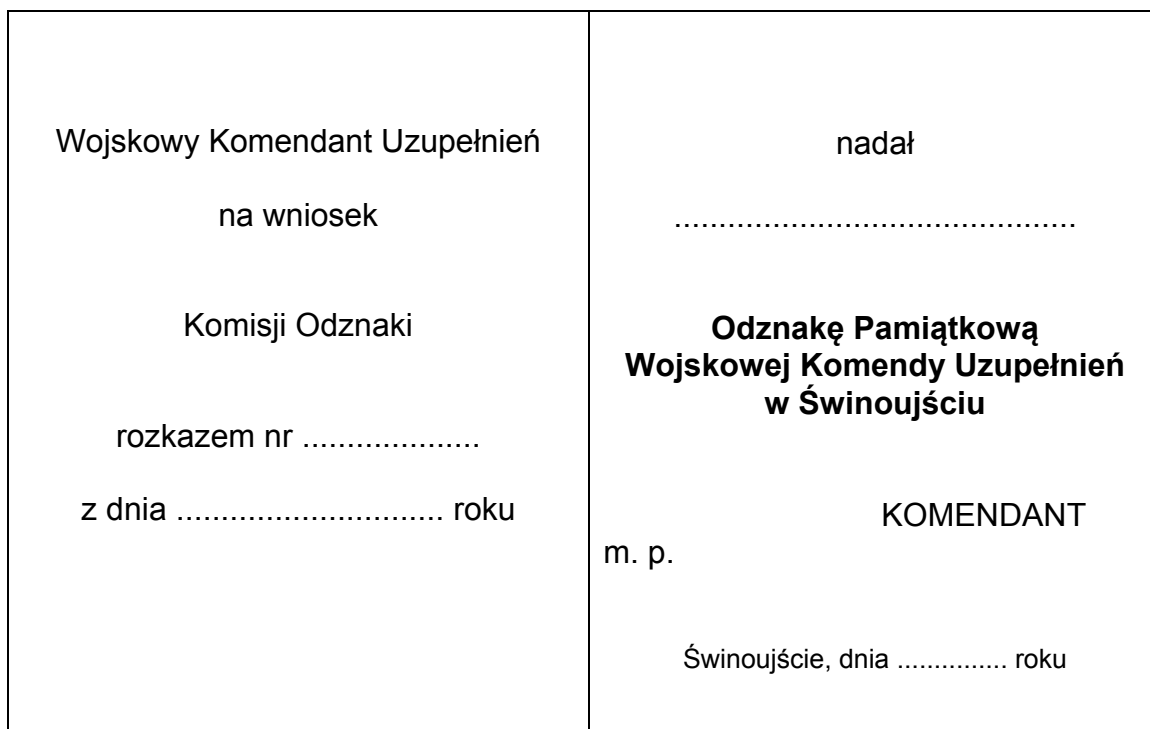 Wojskowy Komendant Uzupełnień
na wniosek
Komisji Odznaki
rozkazem nr ....................
z dnia .............................. roku
nadał
.............................................
Odznakę Pamiątkową
Wojskowej Komendy Uzupełnień
w Świnoujściu
KOMENDANT
m. p.
Świnoujście, dnia ............... roku